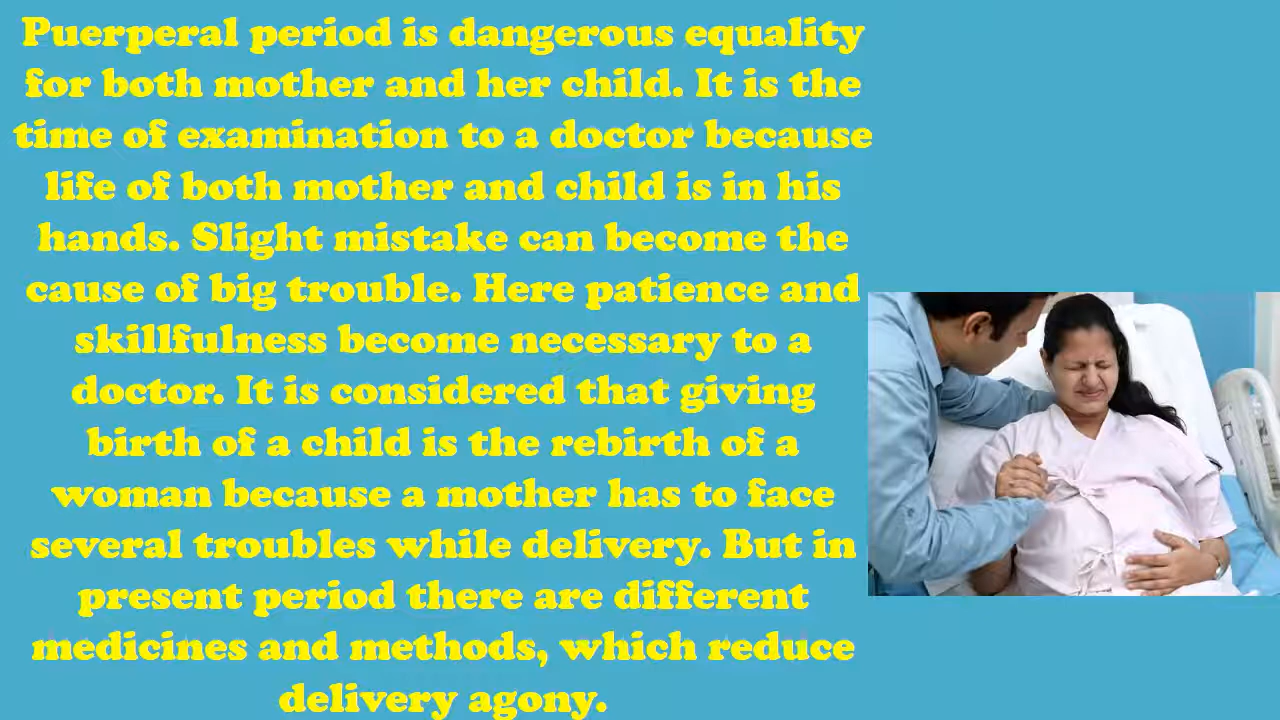 Puerperal period is dangerous equality
for both mother and her child. It is the
time of examination to a doctor because
life of both mother and child is in his
hands. Slight mistake can become the
cause of big trouble. Here patience and
skillfulness become necessary to a
doctor. It is considered that giving
birth of a child is the rebirth of a
woman because a mother has to face
several troubles while delivery. But in
present period there are different
medicines and methods, which reduce
delivery agony.